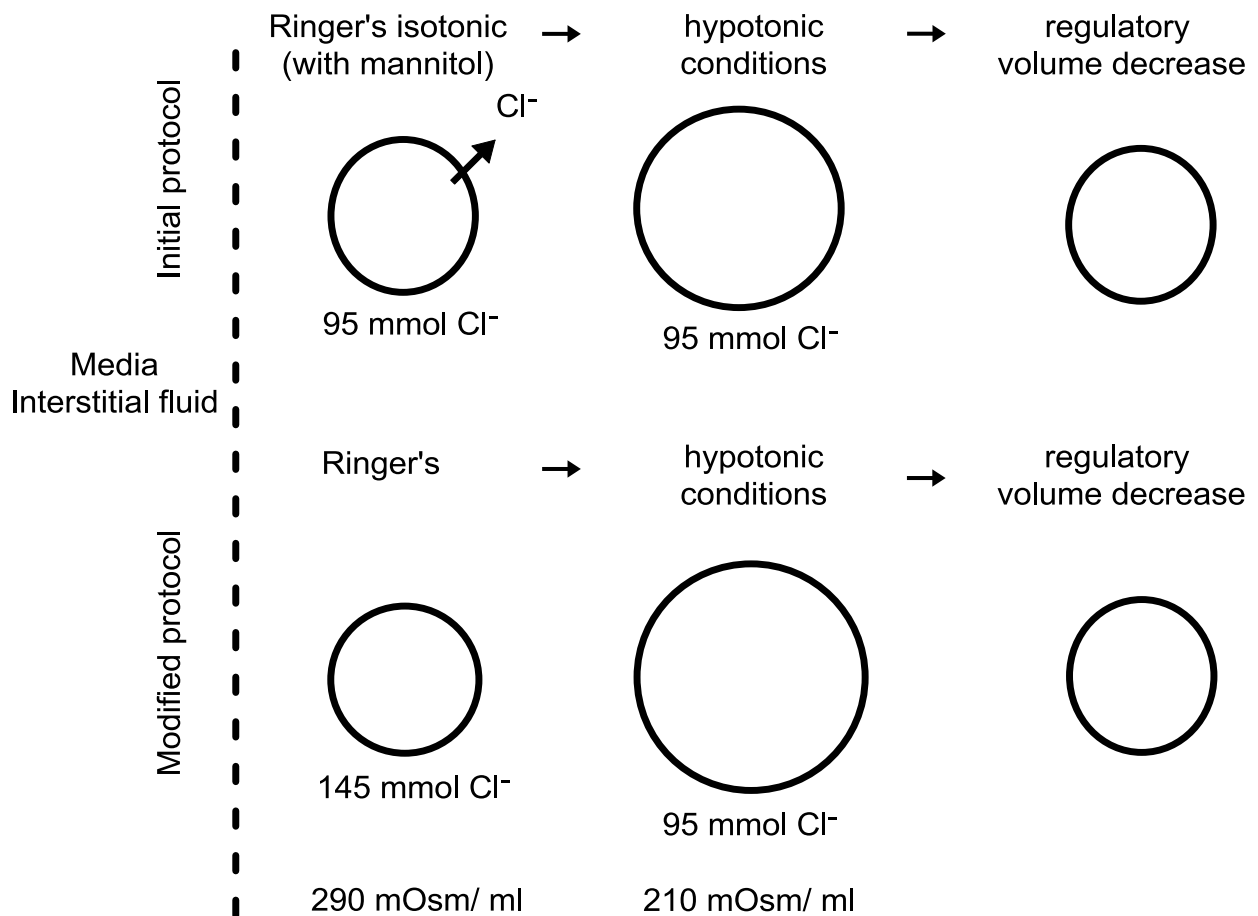 Ringer's isotonic
(with mannitol)
→
hypotonic
conditions
→
regulatory
volume decrease
Initial protocol
Cl⁻
95 mmol Cl⁻
95 mmol Cl⁻
Media
Interstitial fluid
Ringer's
→
hypotonic
conditions
→
regulatory
volume decrease
Modified protocol
145 mmol Cl⁻
95 mmol Cl⁻
290 mOsm/ ml
210 mOsm/ ml